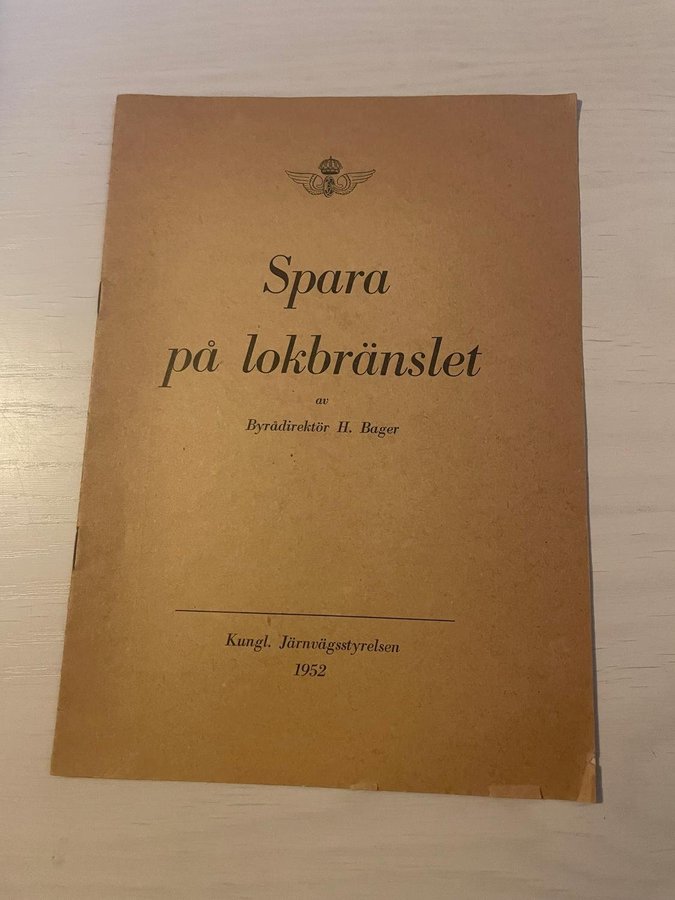 Spara
på lokbränslet
av
Byrådirektör H. Bager
Kungl. Järnvägsstyrelsen
1952